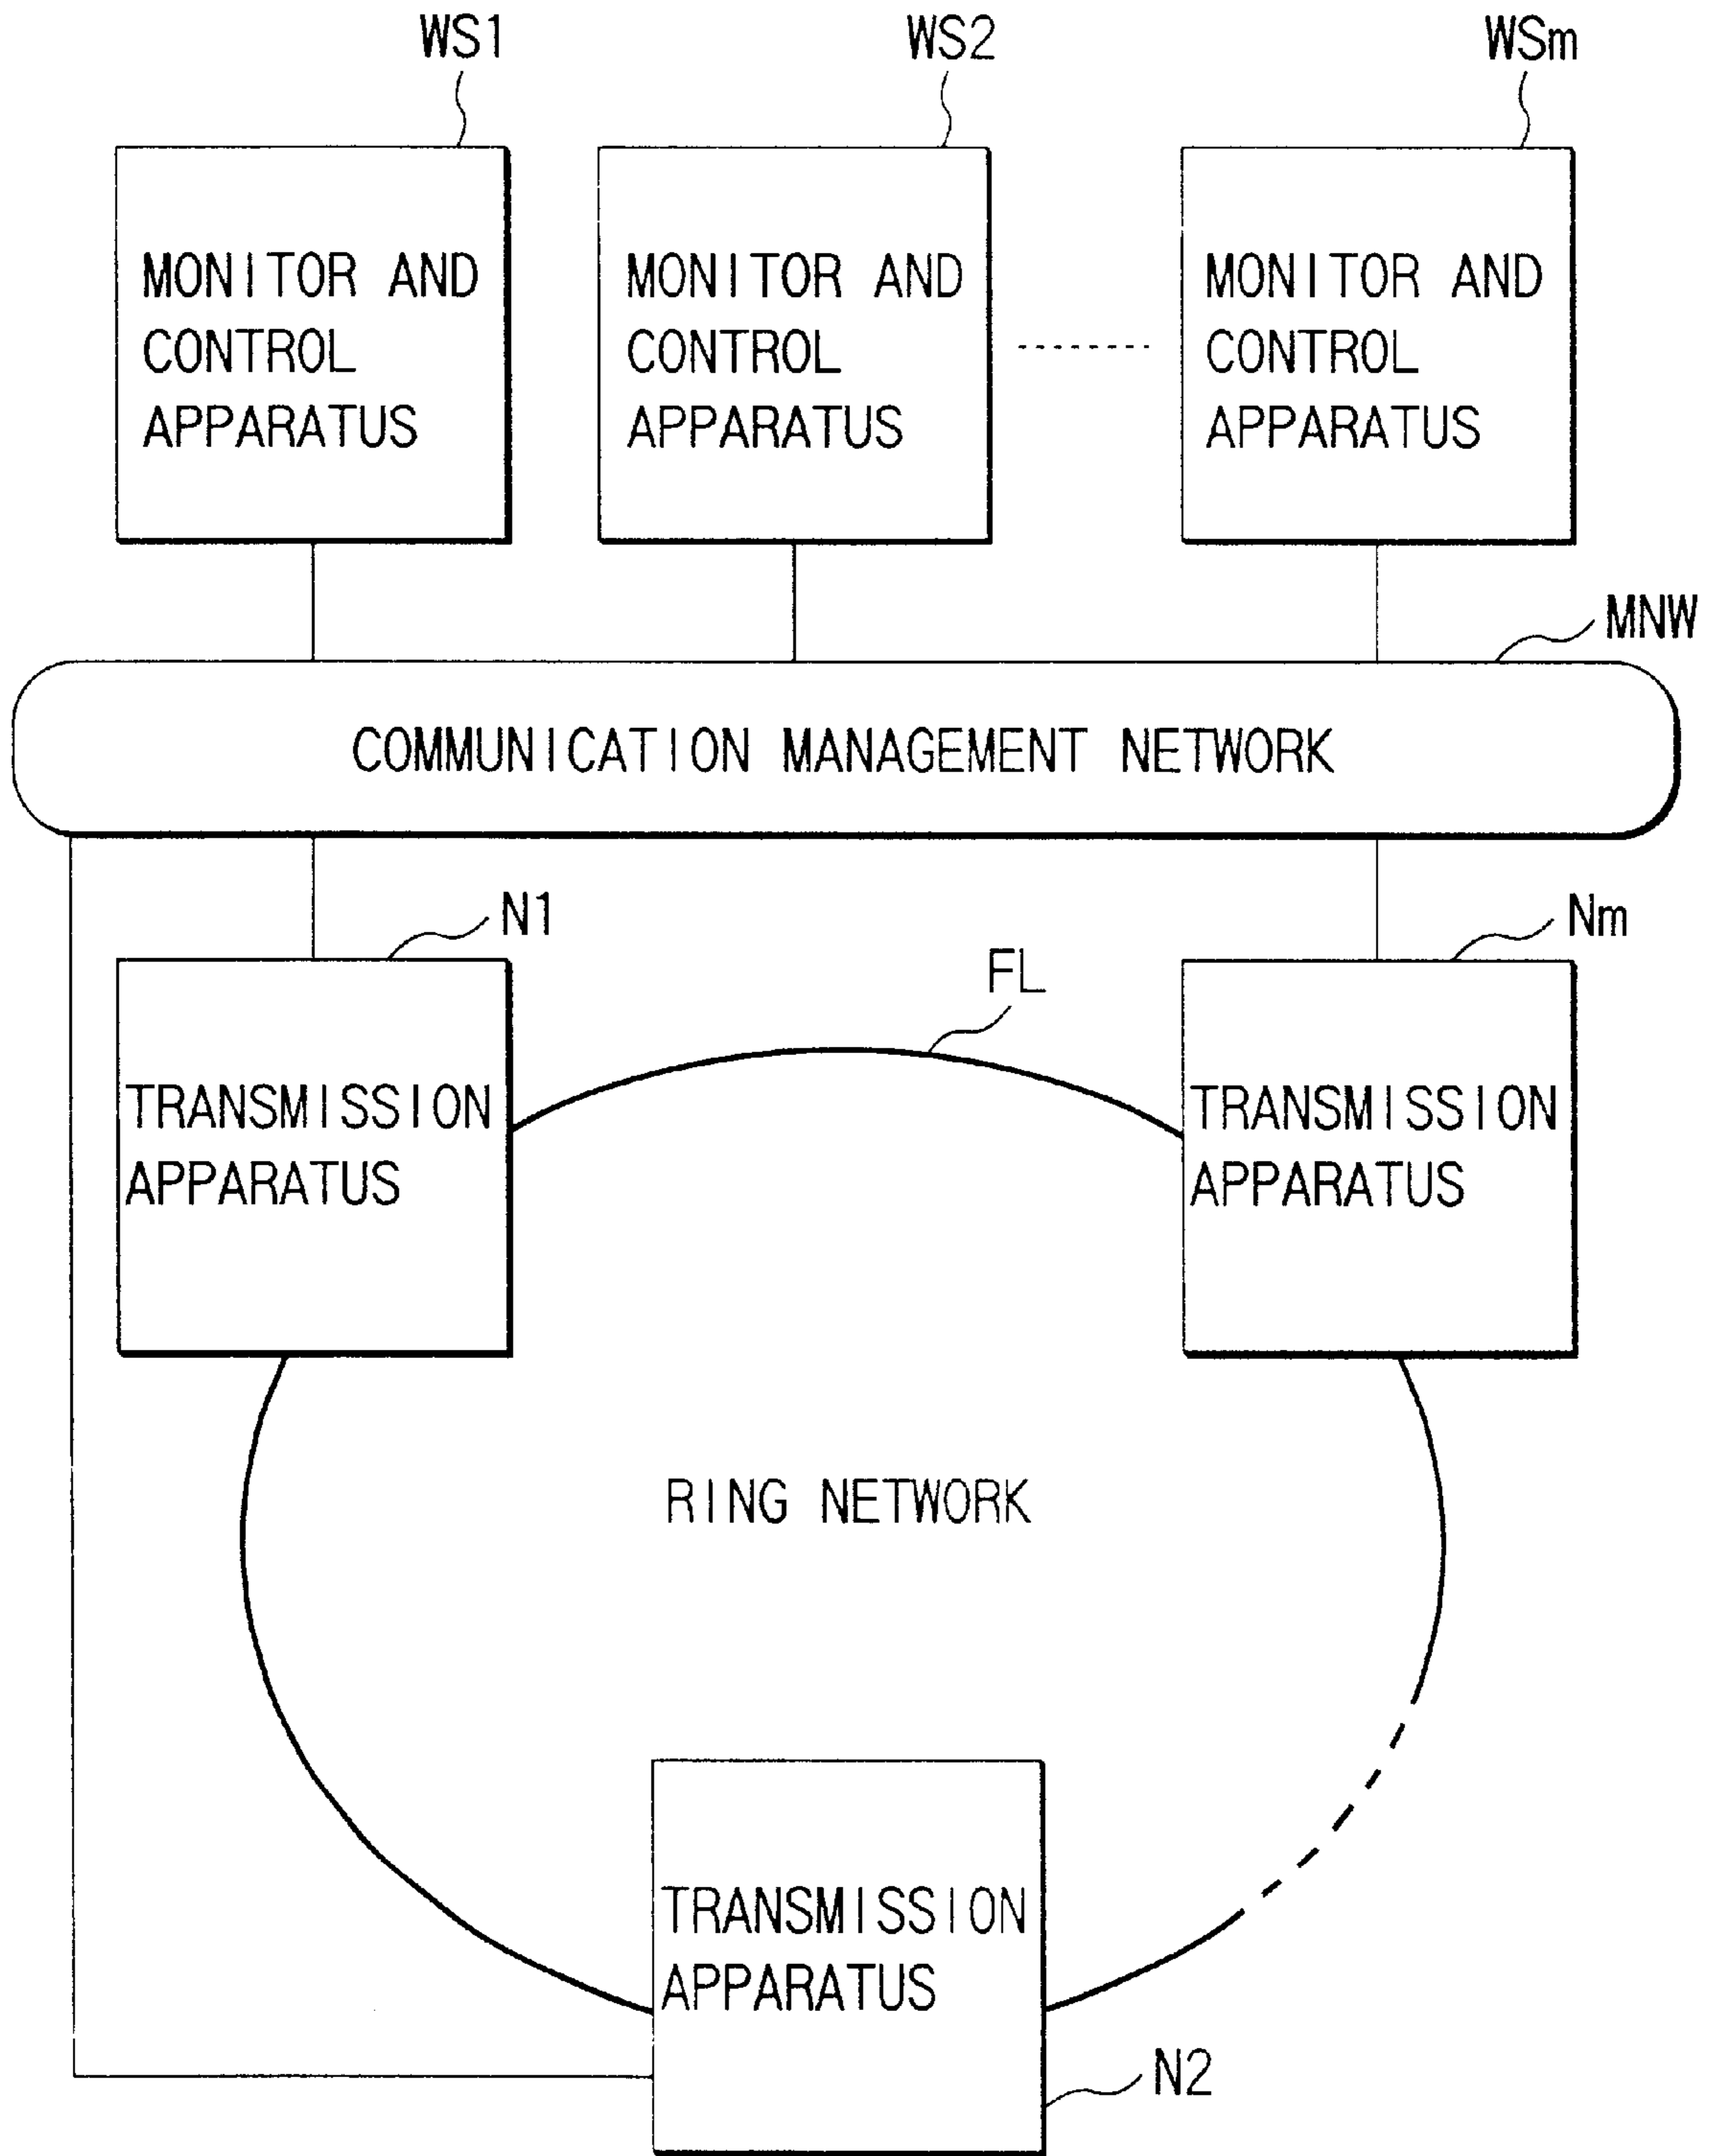 WS1
WS2
WSm
MONITOR AND
CONTROL
APPARATUS
MONITOR AND
CONTROL
APPARATUS
MONITOR AND
CONTROL
APPARATUS
MNW
COMMUNICATION MANAGEMENT NETWORK
N1
Nm
FL
TRANSMISSION
APPARATUS
TRANSMISSION
APPARATUS
RING NETWORK
TRANSMISSION
APPARATUS
N2